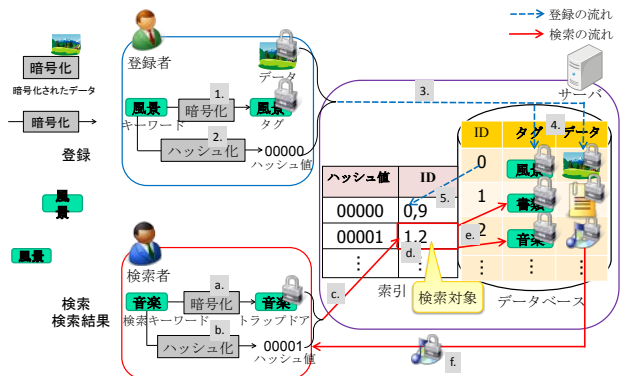 登録の流れ
検索の流れ
登録者
データ
サーバ
暗号化
暗号化されたデータ
1.
3.
4.
風景
暗号化
風景
キーワード
タグ
ID
タグ
データ
暗号化
2.
登録
ハッシュ化
00000
ハッシュ値
0
風景
ハッシュ値
ID
5.
1
書類
風景
00000
0,9
00001
1,2
e.
2
音楽
d.
風景
検索者
⋮
⋮
⋮
⋮
⋮
a.
c.
索引
検索対象
データベース
検索
検索結果
音楽
暗号化
音楽
検索キーワード
トラップドア
b.
ハッシュ化
00001
ハッシュ値
f.